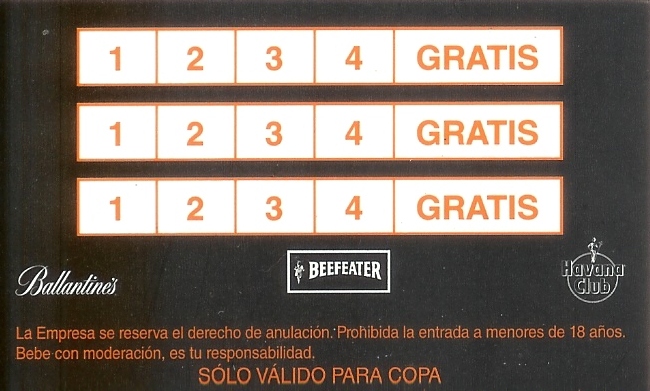 1 2 3 4 GRATIS
1 2 3 4 GRATIS
1 2 3 4 GRATIS
Ballantine's BEEFEATER Havana Club
La Empresa se reserva el derecho de anulación. Prohibida la entrada a menores de 18 años.
Bebe con moderación, es tu responsabilidad.
SÓLO VÁLIDO PARA COPA